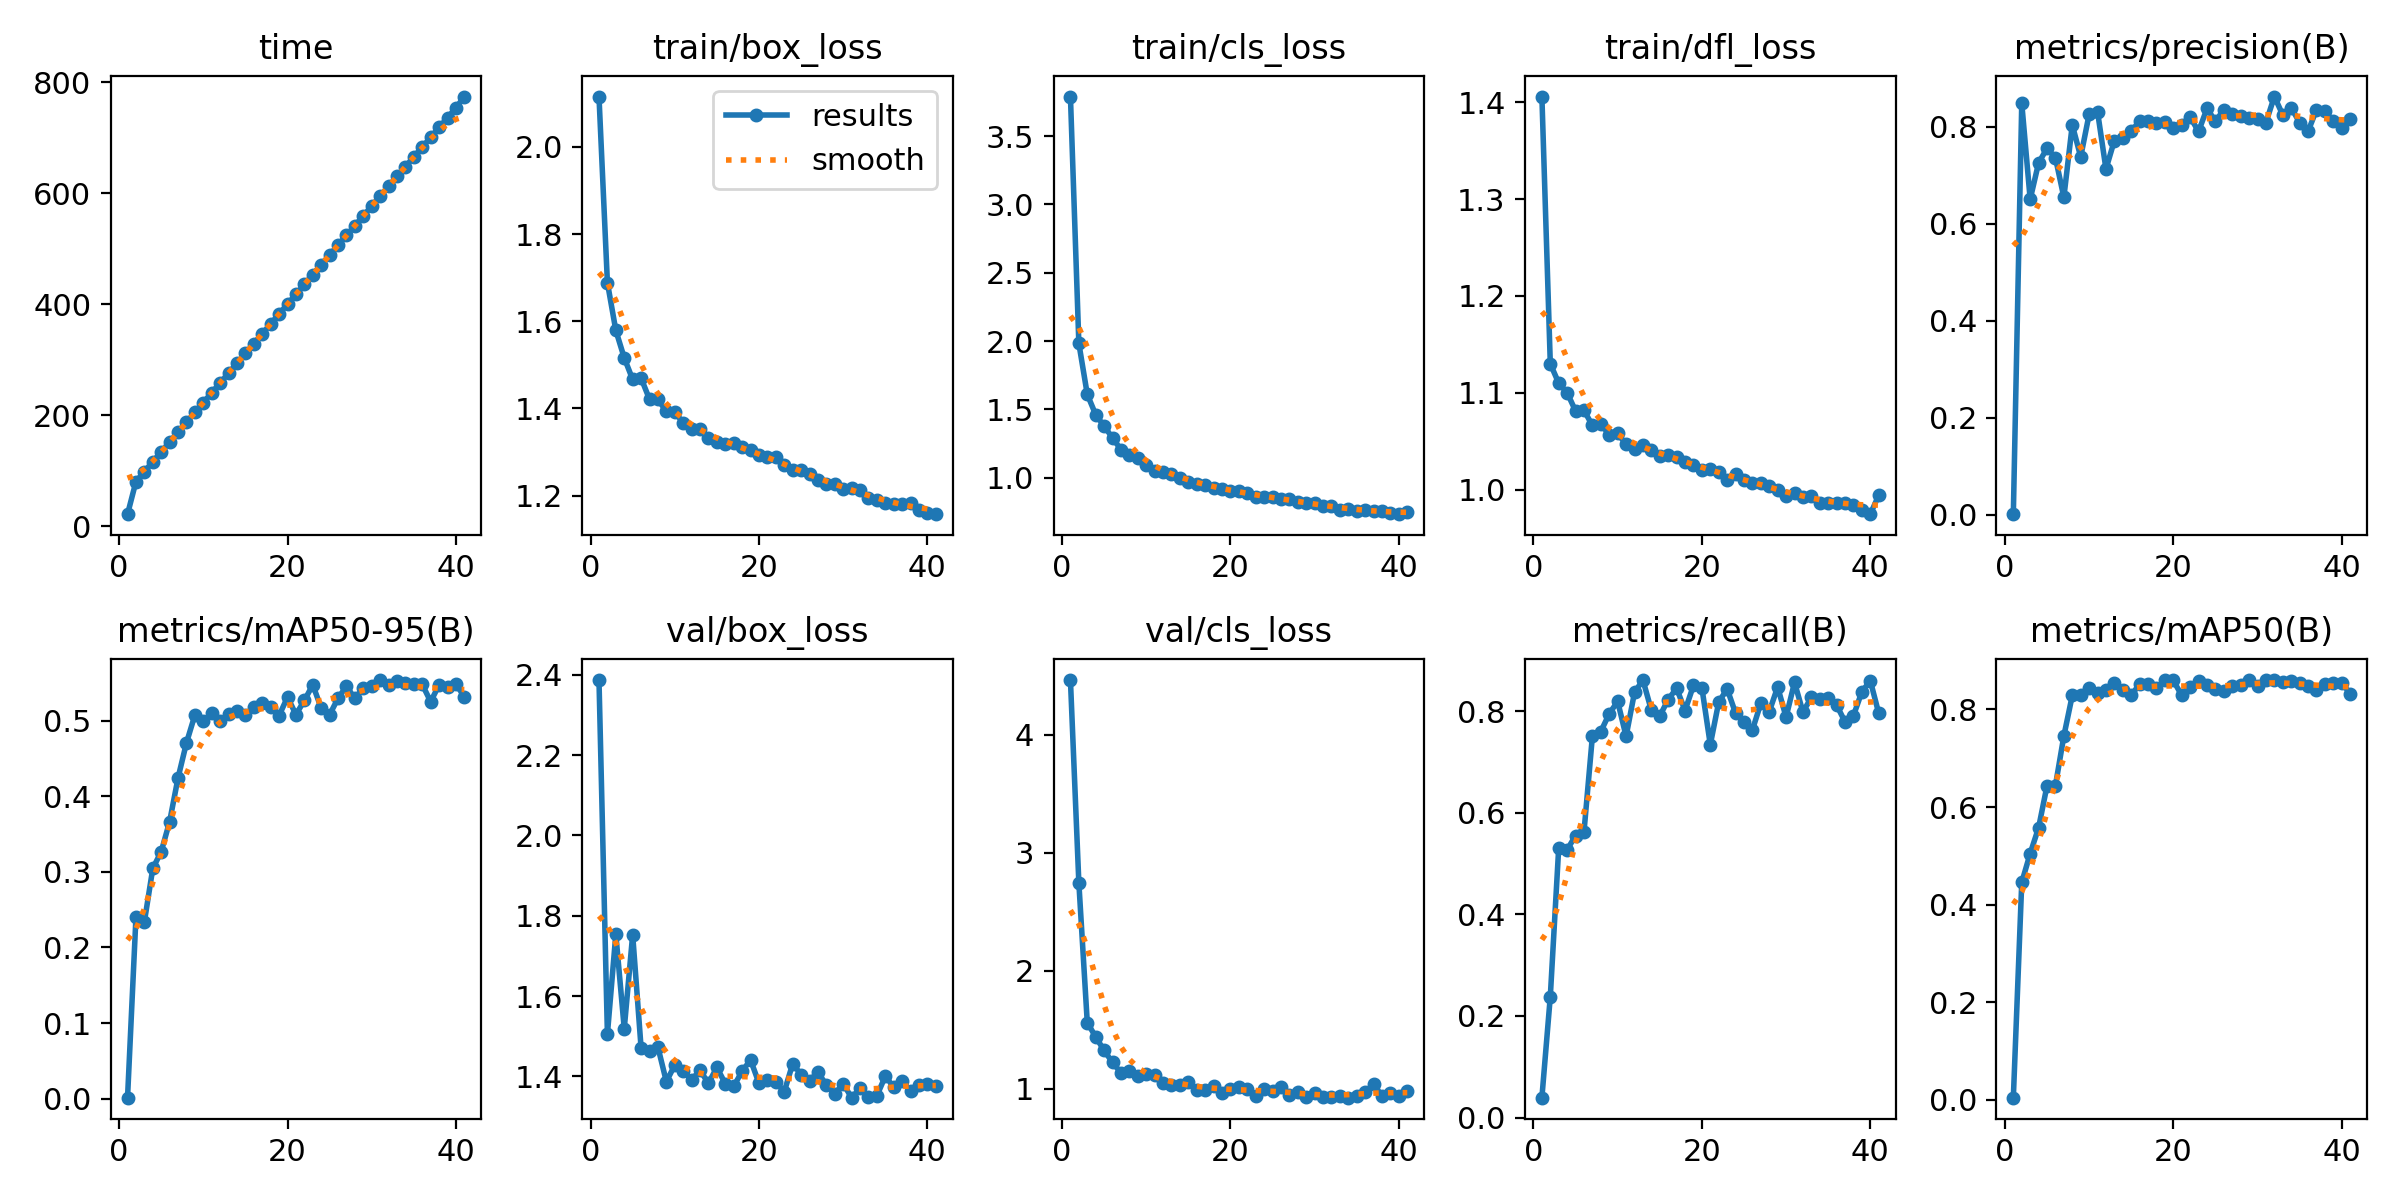 time
800
600
400
200
0
0 20 40
train/box_loss
results
smooth
2.0
1.8
1.6
1.4
1.2
0 20 40
train/cls_loss
3.5
3.0
2.5
2.0
1.5
1.0
0 20 40
train/dfl_loss
1.4
1.3
1.2
1.1
1.0
0 20 40
metrics/precision(B)
0.8
0.6
0.4
0.2
0.0
0 20 40
metrics/mAP50-95(B)
0.5
0.4
0.3
0.2
0.1
0.0
0 20 40
val/box_loss
2.4
2.2
2.0
1.8
1.6
1.4
0 20 40
val/cls_loss
4
3
2
1
0 20 40
metrics/recall(B)
0.8
0.6
0.4
0.2
0.0
0 20 40
metrics/mAP50(B)
0.8
0.6
0.4
0.2
0.0
0 20 40